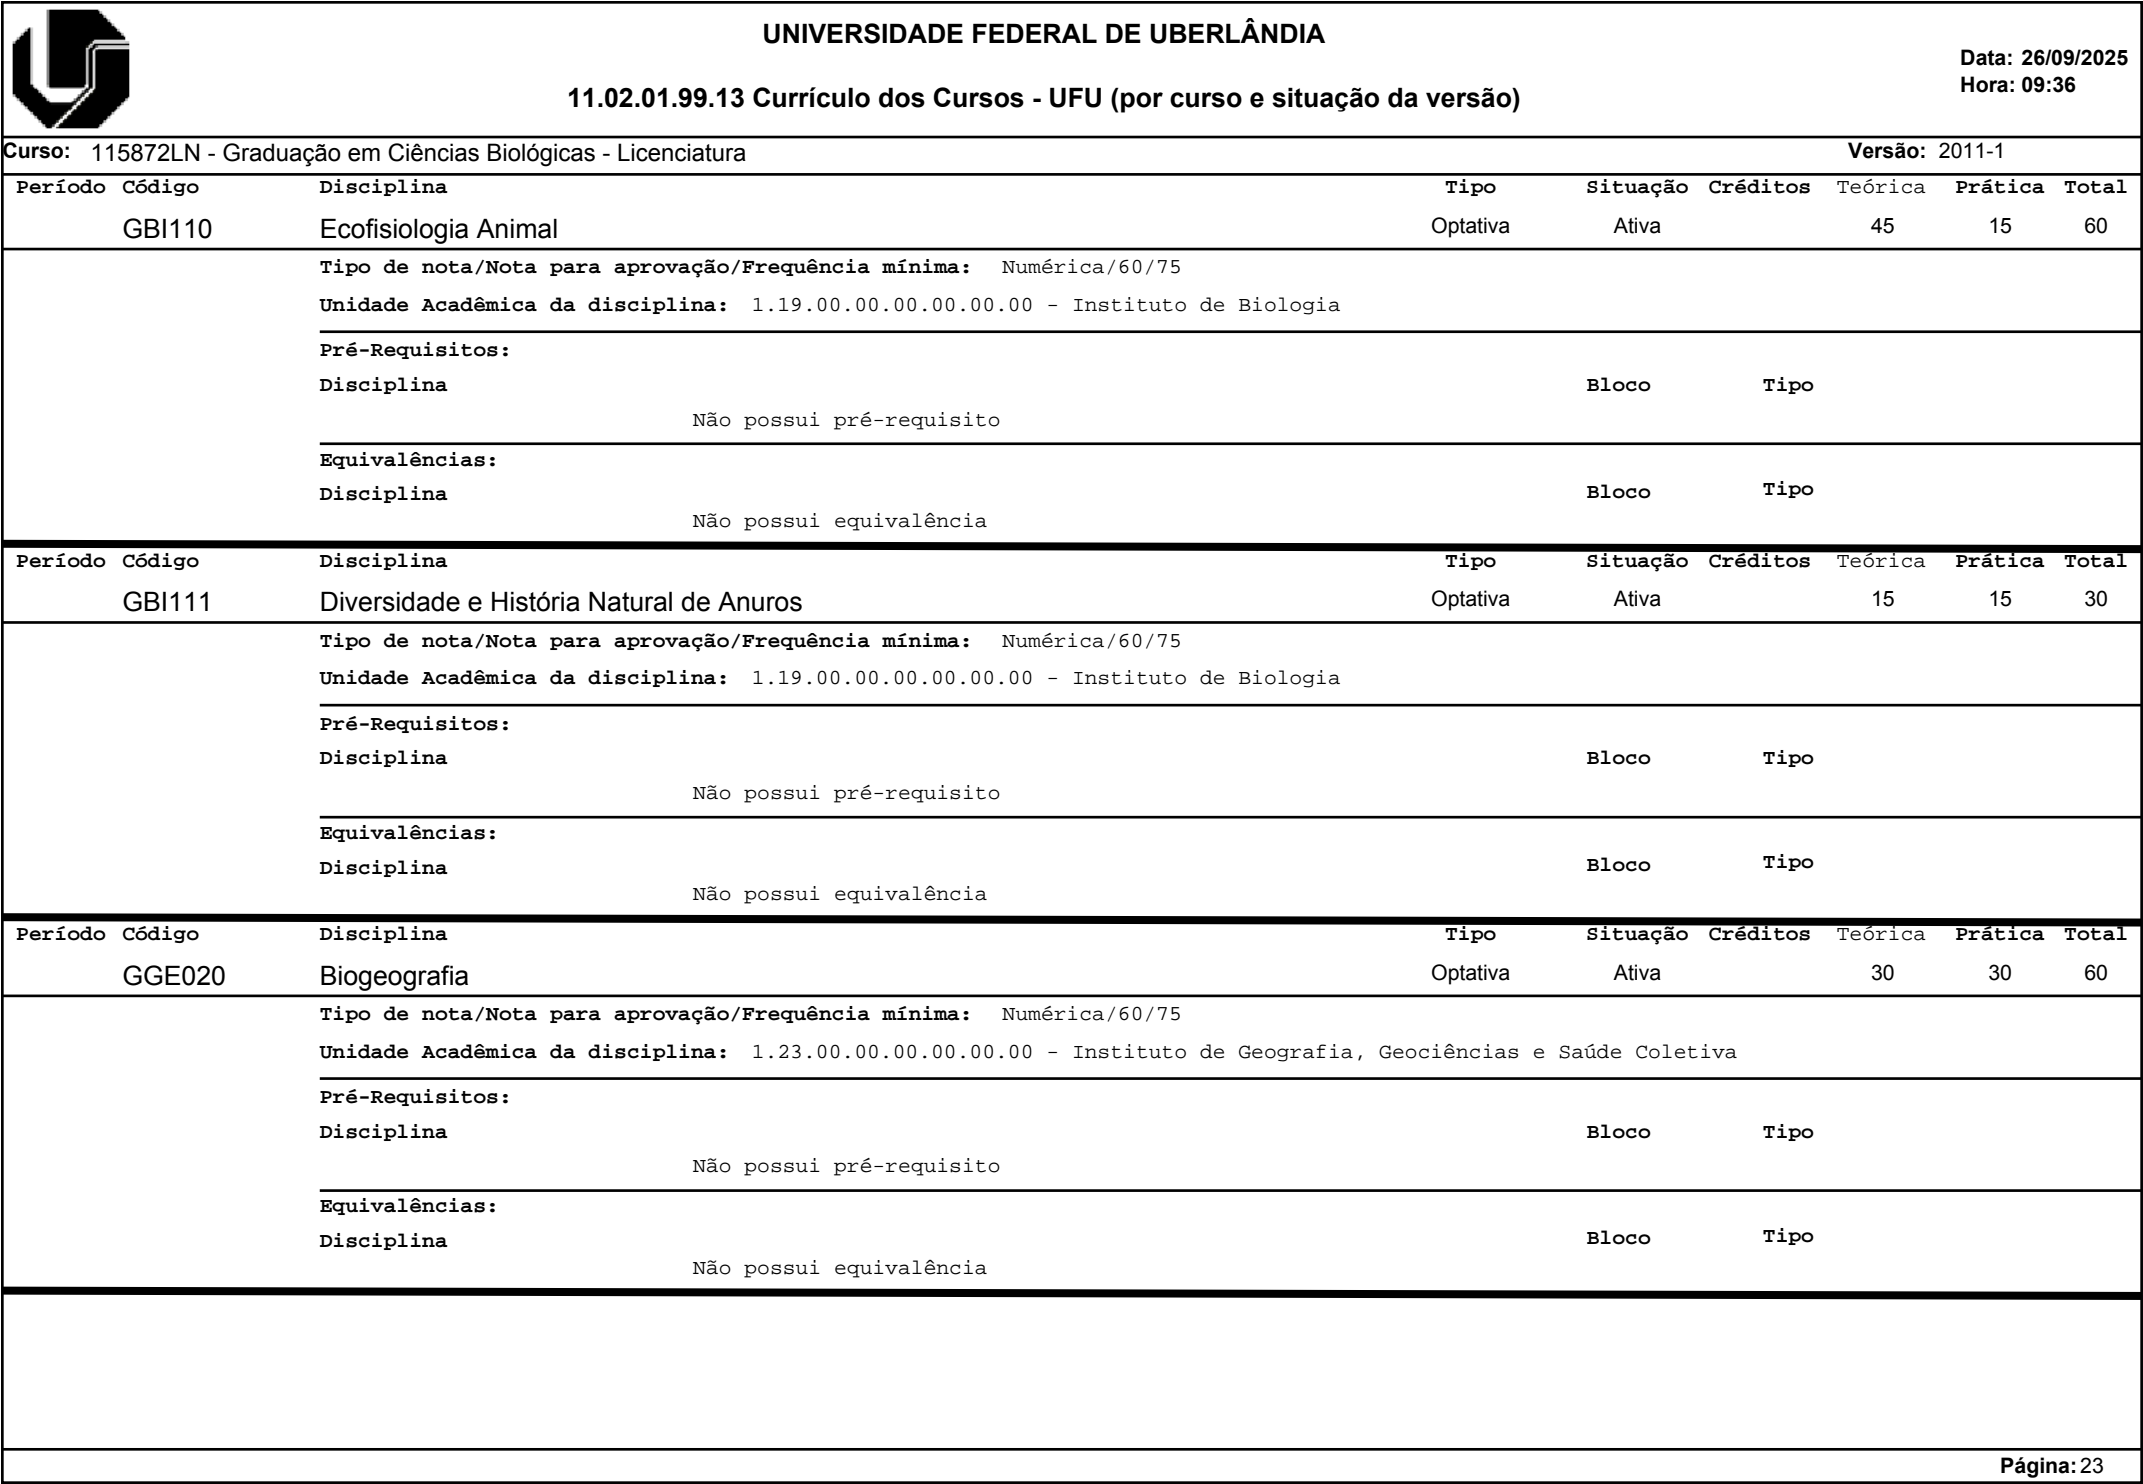 UNIVERSIDADE FEDERAL DE UBERLÂNDIA
Data: 26/09/2025
Hora: 09:36
11.02.01.99.13 Currículo dos Cursos - UFU (por curso e situação da versão)
Curso: 115872LN - Graduação em Ciências Biológicas - Licenciatura Versão: 2011-1
Período Código Disciplina Tipo Situação Créditos Teórica Prática Total
GBI110 Ecofisiologia Animal Optativa Ativa 45 15 60
Tipo de nota/Nota para aprovação/Frequência mínima: Numérica/60/75
Unidade Acadêmica da disciplina: 1.19.00.00.00.00.00.00 - Instituto de Biologia
Pré-Requisitos:
Disciplina Bloco Tipo
Não possui pré-requisito
Equivalências:
Disciplina Bloco Tipo
Não possui equivalência
Período Código Disciplina Tipo Situação Créditos Teórica Prática Total
GBI111 Diversidade e História Natural de Anuros Optativa Ativa 15 15 30
Tipo de nota/Nota para aprovação/Frequência mínima: Numérica/60/75
Unidade Acadêmica da disciplina: 1.19.00.00.00.00.00.00 - Instituto de Biologia
Pré-Requisitos:
Disciplina Bloco Tipo
Não possui pré-requisito
Equivalências:
Disciplina Bloco Tipo
Não possui equivalência
Período Código Disciplina Tipo Situação Créditos Teórica Prática Total
GGE020 Biogeografia Optativa Ativa 30 30 60
Tipo de nota/Nota para aprovação/Frequência mínima: Numérica/60/75
Unidade Acadêmica da disciplina: 1.23.00.00.00.00.00.00 - Instituto de Geografia, Geociências e Saúde Coletiva
Pré-Requisitos:
Disciplina Bloco Tipo
Não possui pré-requisito
Equivalências:
Disciplina Bloco Tipo
Não possui equivalência
Página: 23